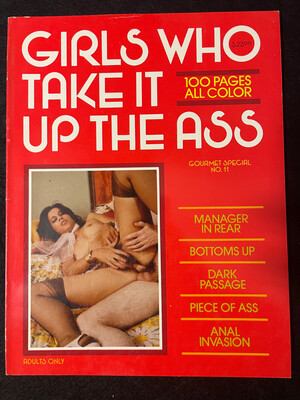 GIRLS WHO
TAKE IT
UP THE ASS
100 PAGES
ALL COLOR
GOURMET SPECIAL
NO. 11
MANAGER
IN REAR
BOTTOMS UP
DARK
PASSAGE
PIECE OF ASS
ANAL
INVASION
ADULTS ONLY